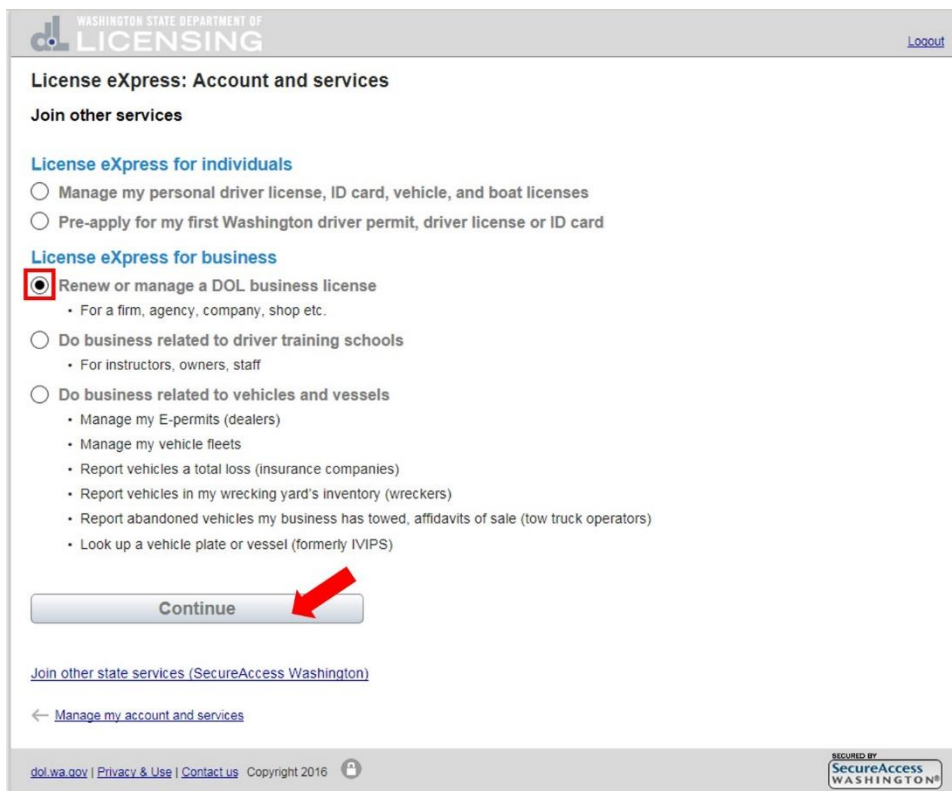 WASHINGTON STATE DEPARTMENT OF
dol LICENSING
Logout
License eXpress: Account and services
Join other services
License eXpress for individuals
Manage my personal driver license, ID card, vehicle, and boat licenses
Pre-apply for my first Washington driver permit, driver license or ID card
License eXpress for business
Renew or manage a DOL business license
• For a firm, agency, company, shop etc.
Do business related to driver training schools
• For instructors, owners, staff
Do business related to vehicles and vessels
• Manage my E-permits (dealers)
• Manage my vehicle fleets
• Report vehicles a total loss (insurance companies)
• Report vehicles in my wrecking yard's inventory (wreckers)
• Report abandoned vehicles my business has towed, affidavits of sale (tow truck operators)
• Look up a vehicle plate or vessel (formerly IVIPS)
Continue
Join other state services (SecureAccess Washington)
← Manage my account and services
dol.wa.gov | Privacy & Use | Contact us Copyright 2016
SECURED BY
SecureAccess
WASHINGTON®